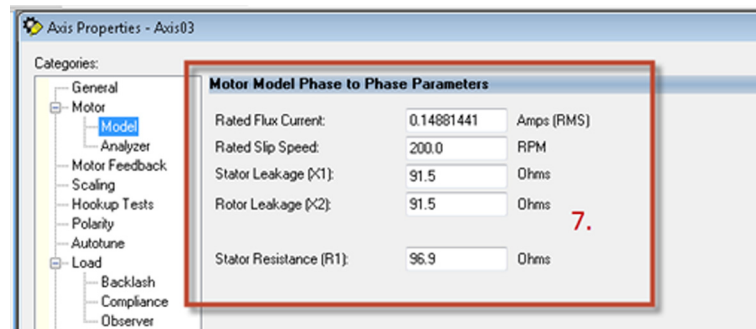 Axis Properties - Axis03
Categories:
General
Motor
Model
Analyzer
Motor Feedback
Scaling
Hookup Tests
Polarity
Autotune
Load
Backlash
Compliance
Observer
Motor Model Phase to Phase Parameters
Rated Flux Current: 0.14881441 Amps (RMS)
Rated Slip Speed: 200.0 RPM
Stator Leakage (X1): 91.5 Ohms
Rotor Leakage (X2): 91.5 Ohms
7.
Stator Resistance (R1): 96.9 Ohms